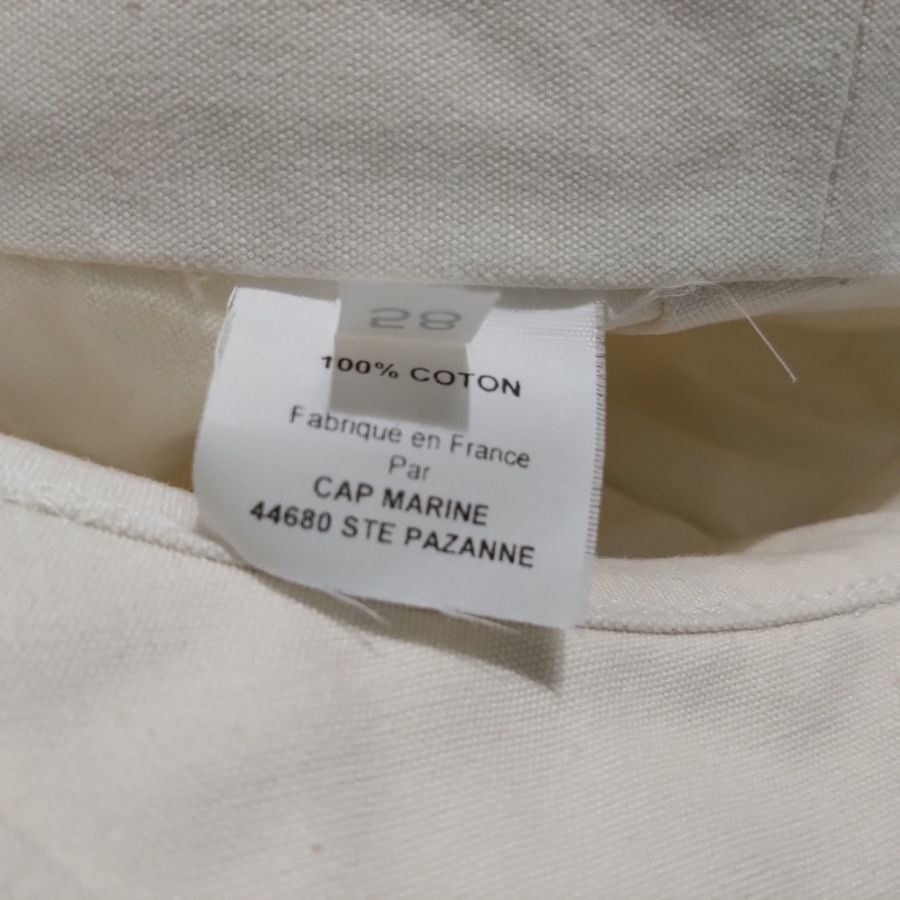 28
100% COTON
Fabriqué en France
Par
CAP MARINE
44680 STE PAZANNE